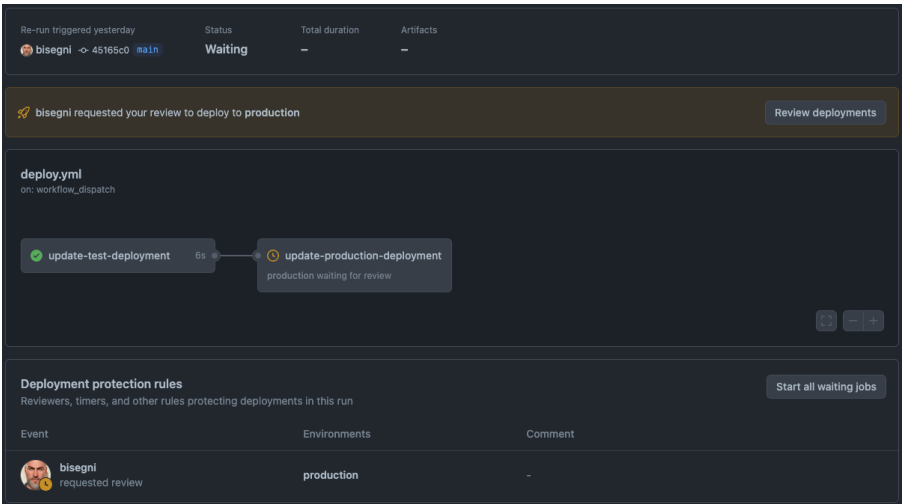 Re-run triggered yesterday
bisegni 45165c0 main
Status
Waiting
Total duration
–
Artifacts
–
bisegni requested your review to deploy to production
Review deployments
deploy.yml
on: workflow_dispatch
update-test-deployment 6s
update-production-deployment
production waiting for review
Deployment protection rules
Reviewers, timers, and other rules protecting deployments in this run
Start all waiting jobs
Event Environments Comment
bisegni
requested review
production
-